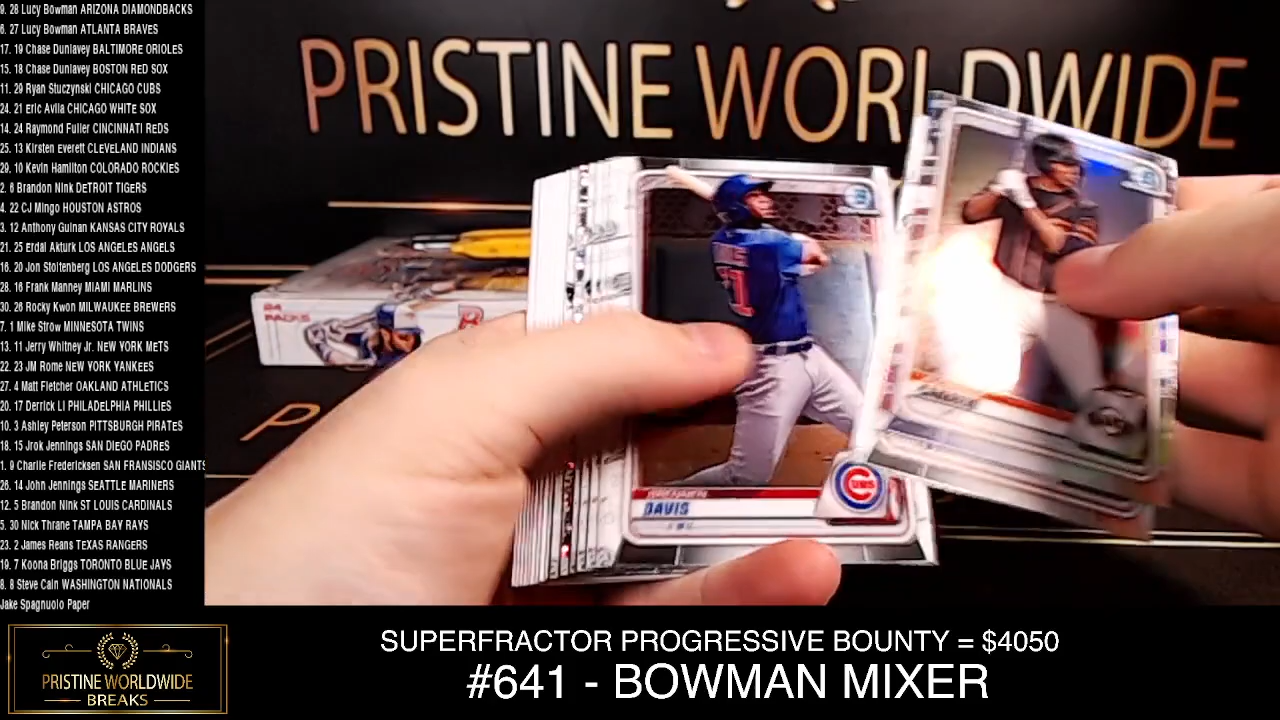 9. 28 Lucy Bowman ARIZONA DIAMONDBACKS
6. 27 Lucy Bowman ATLANTA BRAVES
17. 19 Chase Dunlavey BALTIMORE ORIOLES
15. 18 Chase Dunlavey BOSTON ReD SOX
11. 29 Ryan Stuczynski CHICAGO CUBS
24. 21 Eric Avila CHICAGO WHITe SOX
14. 24 Raymond Fuller CINCINNATI ReDS
25. 13 Kirsten Everett CLeVeLAND INDIANS
29. 10 Kevin Hamilton COLORADO ROCKIeS
2. 6 Brandon Nink DeTROIT TIGERS
4. 22 CJ Mingo HOUSTON ASTROS
3. 12 Anthony Guinan KANSAS CITY ROYALS
21. 25 Erdal Akturk LOS ANGeLeS ANGeLS
16. 20 Jon Stoltenberg LOS ANGELES DODGERS
28. 16 Frank Manney MIAMI MARLINS
30. 26 Rocky Kwon MILWAUKee BREWERS
7. 1 Mike Strow MINNESOTA TWINS
13. 11 Jerry Whitney Jr. NEW YORK MeTS
22. 23 JM Rome NeW YORK YANKeeS
27. 4 Matt Fletcher OAKLAND ATHLeTICS
20. 17 Derrick LI PHILADeLPHIA PHILLIeS
10. 3 Ashley Peterson PITTSBURGH PIRATeS
18. 15 Jrok Jennings SAN DIeGO PADReS
1. 9 Charlie Fredericksen SAN FRANSISCO GIANTS
26. 14 John Jennings SEATTLE MARINERS
12. 5 Brandon Nink ST LOUIS CARDINALS
5. 30 Nick Thrane TAMPA BAY RAYS
23. 2 James Reans TeXAS RANGERS
19. 7 Koona Briggs TORONTO BLUe JAYS
8. 8 Steve Cain WASHINGTON NATIONALS
Jake Spagnuolo Paper
PRISTINE WORLDWIDE
24
PACKS
B
P
DAVIS
CUBS
PRISTINE WORLDWIDE
BREAKS
SUPERFRACTOR PROGRESSIVE BOUNTY = $4050
#641 - BOWMAN MIXER